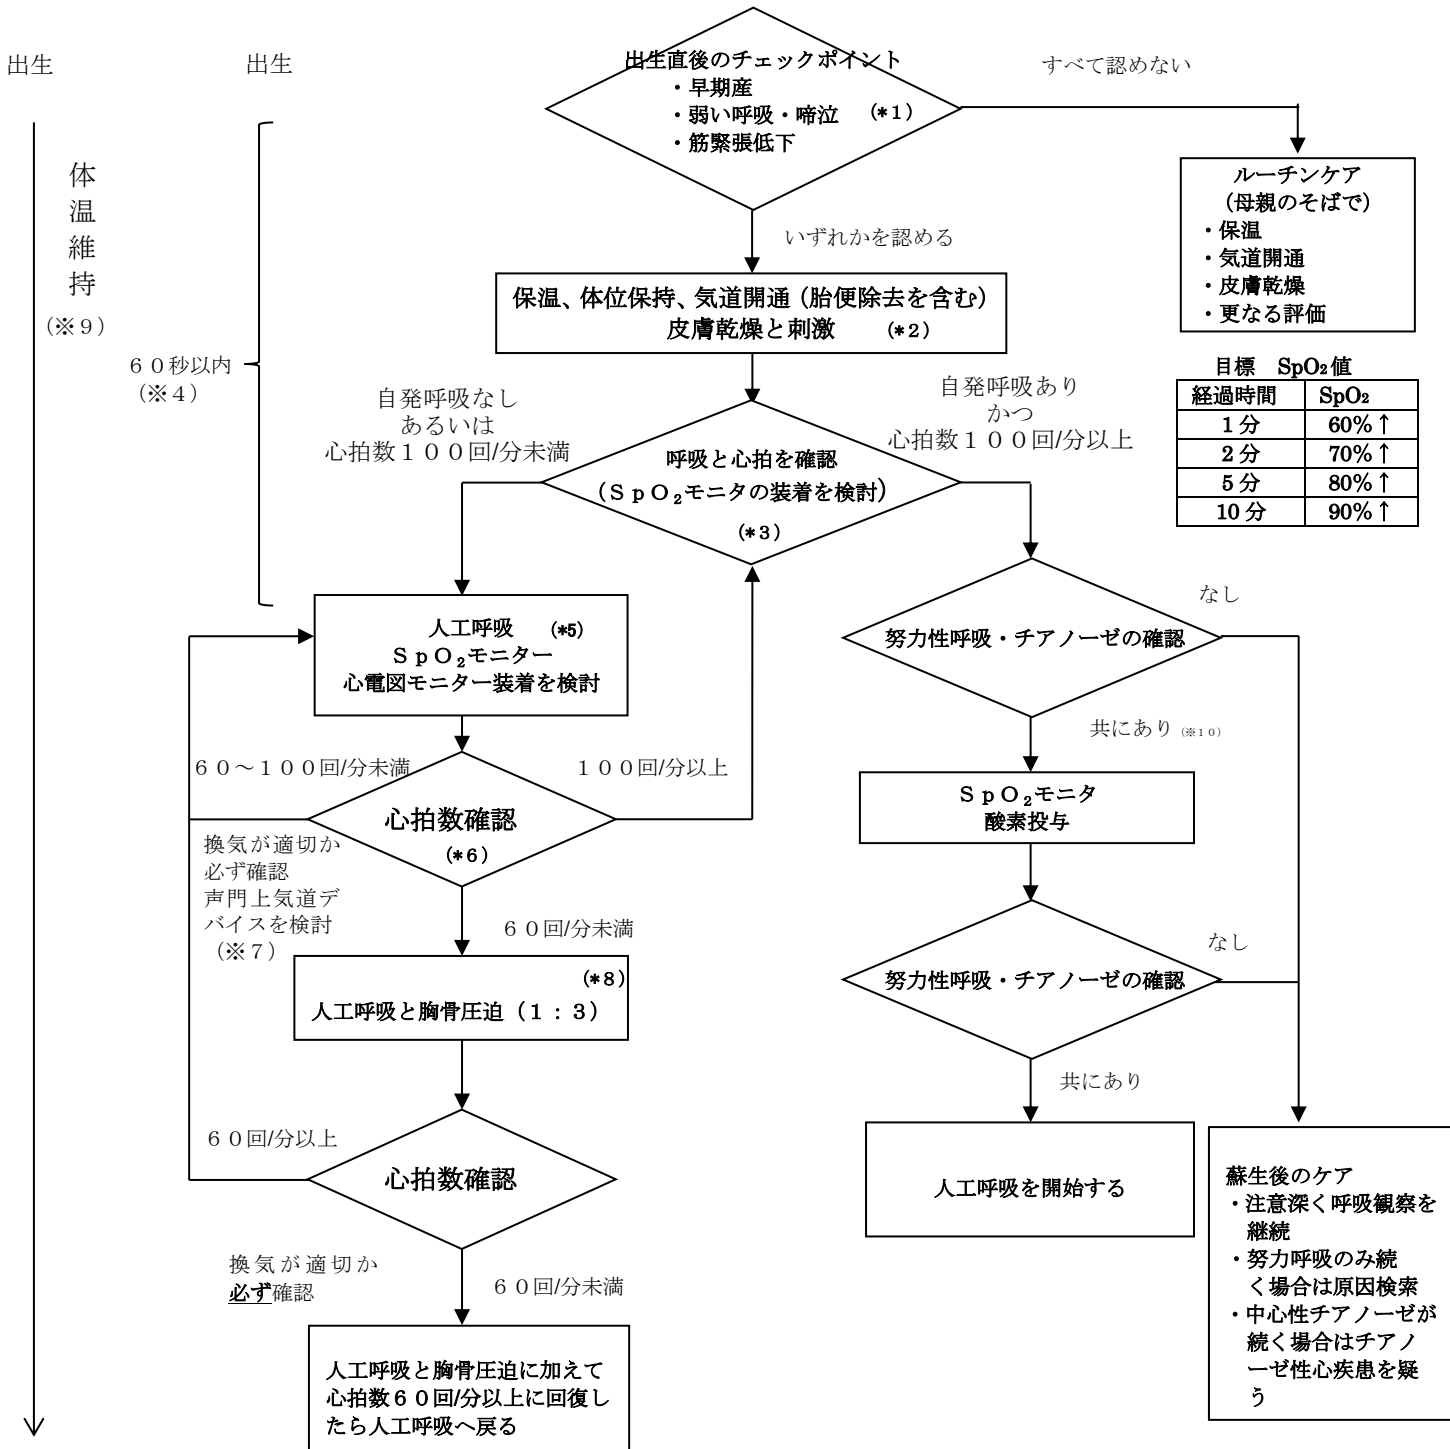 出生
出生
出生直後のチェックポイント
・早期産
・弱い呼吸・啼泣 (*1)
・筋緊張低下
すべて認めない
ルーチンケア
(母親のそばで)
・保温
・気道開通
・皮膚乾燥
・更なる評価
体
温
維
持
(※9)
いずれかを認める
保温、体位保持、気道開通(胎便除去を含む)
皮膚乾燥と刺激 (*2)
60秒以内
(※4)
目標 SpO₂値
経過時間 SpO₂
1分 60%↑
2分 70%↑
5分 80%↑
10分 90%↑
自発呼吸なし
あるいは
心拍数100回/分未満
自発呼吸あり
かつ
心拍数100回/分以上
呼吸と心拍を確認
(SpO₂モニタの装着を検討)
(*3)
人工呼吸 (*5)
SpO₂モニター
心電図モニター装着を検討
なし
努力性呼吸・チアノーゼの確認
共にあり(※10)
60～100回/分未満
100回/分以上
心拍数確認
(*6)
SpO₂モニタ
酸素投与
換気が適切か
必ず確認
声門上気道デ
バイスを検討
(※7)
60回/分未満
なし
努力性呼吸・チアノーゼの確認
(*8)
人工呼吸と胸骨圧迫(1:3)
共にあり
60回/分以上
心拍数確認
人工呼吸を開始する
蘇生後のケア
・注意深く呼吸観察を
継続
・努力呼吸のみ続
く場合は原因検索
・中心性チアノーゼが
続く場合はチアノ
ーゼ性心疾患を疑
う
換気が適切か
必ず確認
60回/分未満
人工呼吸と胸骨圧迫に加えて
心拍数60回/分以上に回復し
たら人工呼吸へ戻る